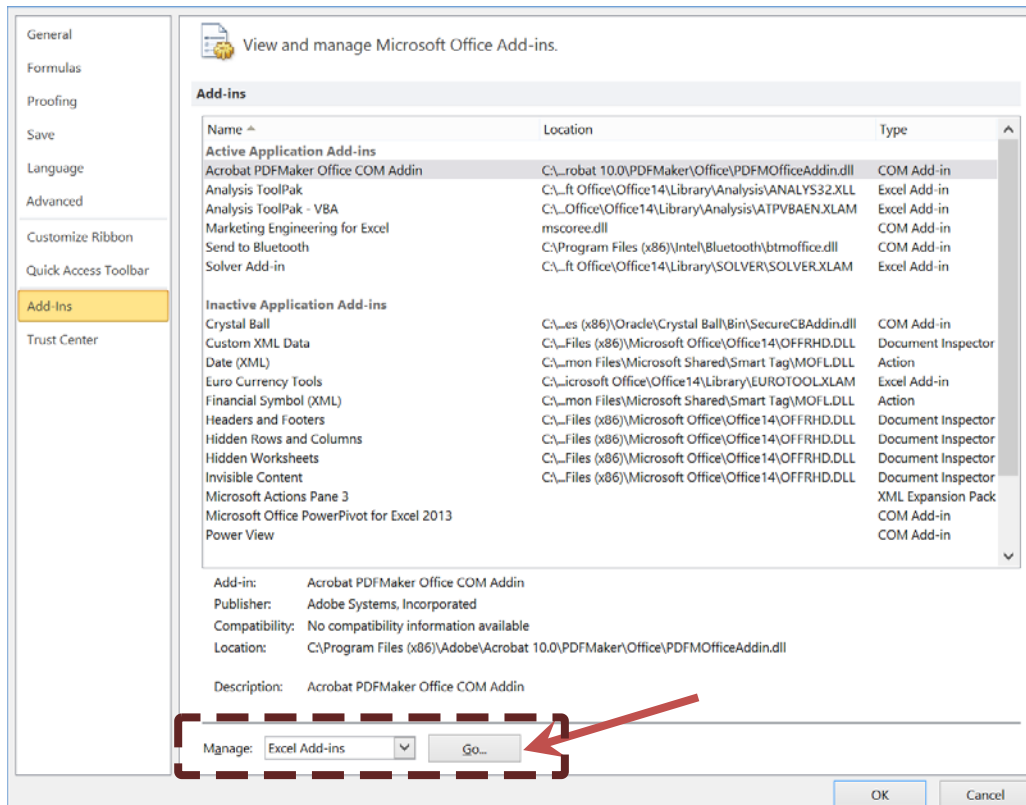 General
Formulas
Proofing
Save
Language
Advanced
Customize Ribbon
Quick Access Toolbar
Add-Ins
Trust Center
View and manage Microsoft Office Add-ins.
Add-ins
Name Location Type
Active Application Add-ins
Acrobat PDFMaker Office COM Addin C:\...robat 10.0\PDFMaker\Office\PDFMOfficeAddin.dll COM Add-in
Analysis ToolPak C:\...ft Office\Office14\Library\Analysis\ANALYS32.XLL Excel Add-in
Analysis ToolPak - VBA C:\...Office\Office14\Library\Analysis\ATPVBAEN.XLAM Excel Add-in
Marketing Engineering for Excel mscoree.dll COM Add-in
Send to Bluetooth C:\Program Files (x86)\Intel\Bluetooth\btmoffice.dll COM Add-in
Solver Add-in C:\...ft Office\Office14\Library\SOLVER\SOLVER.XLAM Excel Add-in
Inactive Application Add-ins
Crystal Ball C:\...es (x86)\Oracle\Crystal Ball\Bin\SecureCBAddin.dll COM Add-in
Custom XML Data C:\...Files (x86)\Microsoft Office\Office14\OFFRHD.DLL Document Inspector
Date (XML) C:\...mon Files\Microsoft Shared\Smart Tag\MOFL.DLL Action
Euro Currency Tools C:\...icrosoft Office\Office14\Library\EUROTOOL.XLAM Excel Add-in
Financial Symbol (XML) C:\...mon Files\Microsoft Shared\Smart Tag\MOFL.DLL Action
Headers and Footers C:\...Files (x86)\Microsoft Office\Office14\OFFRHD.DLL Document Inspector
Hidden Rows and Columns C:\...Files (x86)\Microsoft Office\Office14\OFFRHD.DLL Document Inspector
Hidden Worksheets C:\...Files (x86)\Microsoft Office\Office14\OFFRHD.DLL Document Inspector
Invisible Content C:\...Files (x86)\Microsoft Office\Office14\OFFRHD.DLL Document Inspector
Microsoft Actions Pane 3 XML Expansion Pack
Microsoft Office PowerPivot for Excel 2013 COM Add-in
Power View COM Add-in
Add-in: Acrobat PDFMaker Office COM Addin
Publisher: Adobe Systems, Incorporated
Compatibility: No compatibility information available
Location: C:\Program Files (x86)\Adobe\Acrobat 10.0\PDFMaker\Office\PDFMOfficeAddin.dll
Description: Acrobat PDFMaker Office COM Addin
Manage: Excel Add-ins Go...
OK Cancel